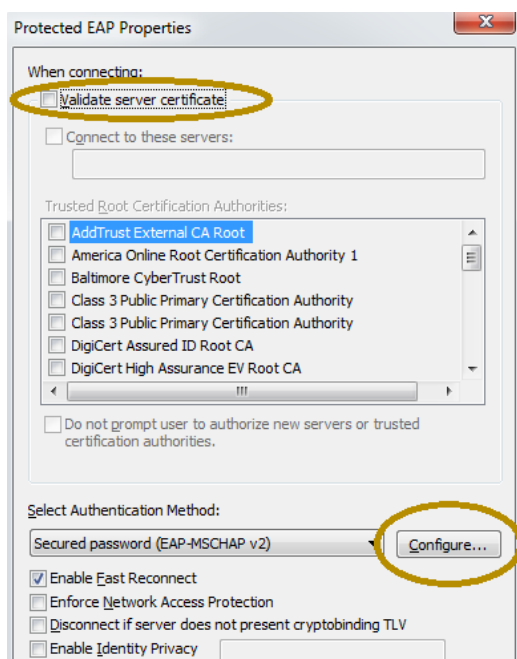 Protected EAP Properties
When connecting:
Validate server certificate
Connect to these servers:
Trusted Root Certification Authorities:
AddTrust External CA Root
America Online Root Certification Authority 1
Baltimore CyberTrust Root
Class 3 Public Primary Certification Authority
Class 3 Public Primary Certification Authority
DigiCert Assured ID Root CA
DigiCert High Assurance EV Root CA
Do not prompt user to authorize new servers or trusted
certification authorities.
Select Authentication Method:
Secured password (EAP-MSCHAP v2)
Configure...
Enable Fast Reconnect
Enforce Network Access Protection
Disconnect if server does not present cryptobinding TLV
Enable Identity Privacy